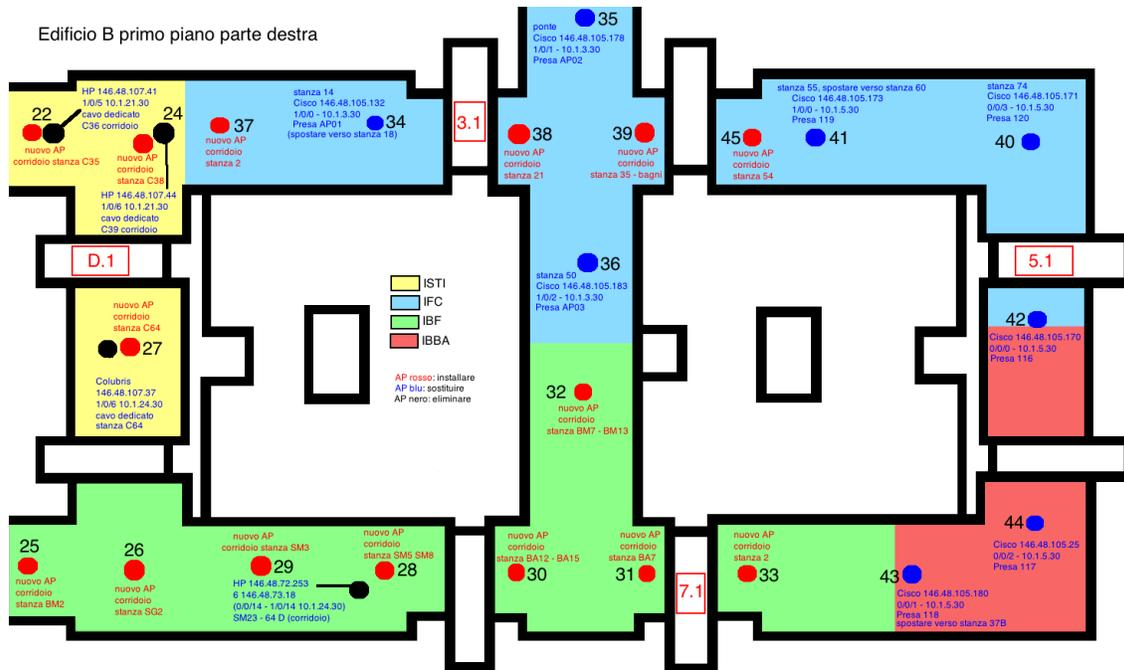 Edificio B primo piano parte destra
ponte
35
Cisco 146.48.105.178
1/0/1 - 10.1.3.30
Presa AP02
HP 146.48.107.41
1/0/5 10.1.21.30
cavo dedicato
C36 corridoio
22
24
nuovo AP
corridoio stanza C35
nuovo AP
corridoio
stanza C38
HP 146.48.107.44
1/0/6 10.1.21.30
cavo dedicato
C39 corridoio
37
nuovo AP
corridoio
stanza 2
stanza 14
Cisco 146.48.105.132
1/0/0 - 10.1.3.30
Presa AP01
(spostare verso stanza 18)
34
3.1
38
nuovo AP
corridoio
stanza 21
39
nuovo AP
corridoio
stanza 35 - bagni
stanza 55, spostare verso stanza 60
Cisco 146.48.105.173
1/0/0 - 10.1.5.30
Presa 119
45
41
nuovo AP
corridoio
stanza 54
stanza 74
Cisco 146.48.105.171
0/0/3 - 10.1.5.30
Presa 120
40
D.1
5.1
36
stanza 50
Cisco 146.48.105.183
1/0/2 - 10.1.3.30
Presa AP03
ISTI
IFC
IBF
IBBA
AP rosso: installare
AP blu: sostituire
AP nero: eliminare
nuovo AP
corridoio
stanza C64
27
Colubris
146.48.107.37
1/0/6 10.1.24.30
cavo dedicato
stanza C64
42
Cisco 146.48.105.170
0/0/0 - 10.1.5.30
Presa 116
32
nuovo AP
corridoio
stanza BM7 - BM13
25
nuovo AP
corridoio
stanza BM2
26
nuovo AP
corridoio
stanza SG2
nuovo AP
corridoio stanza SM3
29
HP 146.48.72.253
6 146.48.73.18
(0/0/14 - 1/0/14 10.1.24.30)
SM23 - 64 D (corridoio)
nuovo AP
corridoio
stanza SM5 SM8
28
nuovo AP
corridoio
stanza BA12 - BA15
30
nuovo AP
corridoio
stanza BA7
31
7.1
nuovo AP
corridoio
stanza 2
33
43
Cisco 146.48.105.180
0/0/1 - 10.1.5.30
Presa 118
spostare verso stanza 37B
44
Cisco 146.48.105.25
0/0/2 - 10.1.5.30
Presa 117